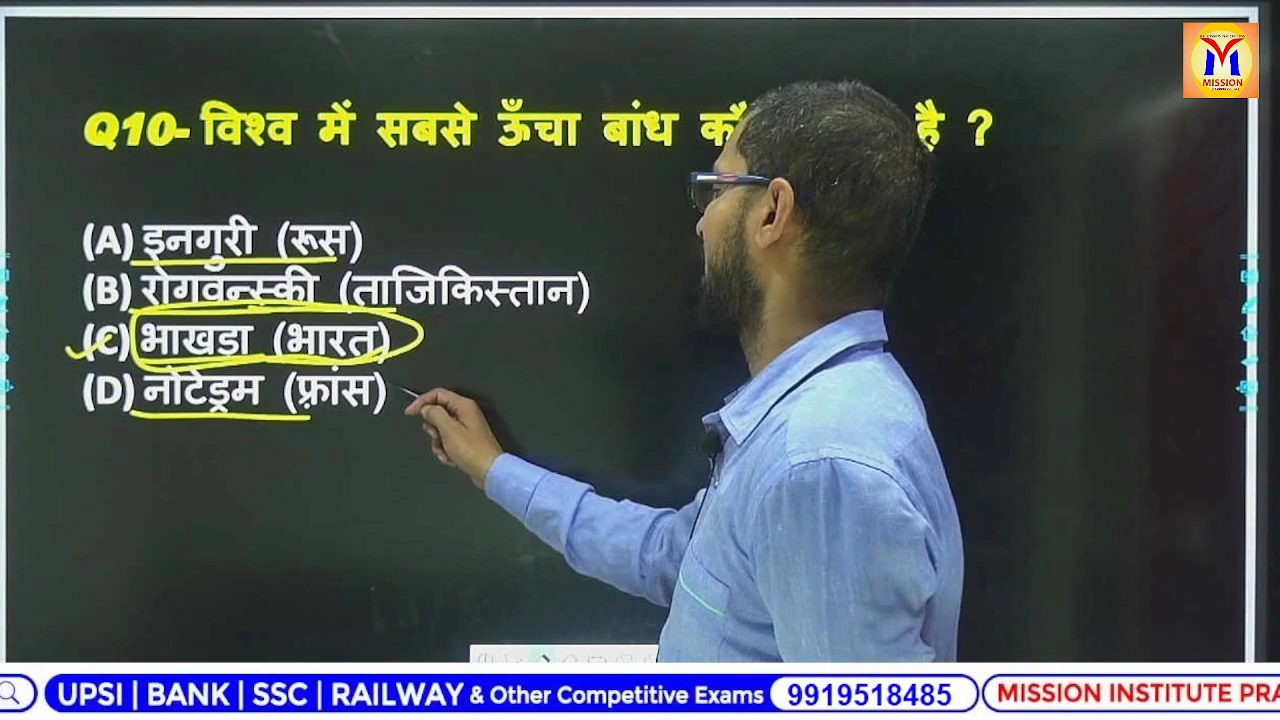 Q10- विश्व में सबसे ऊँचा बांध है ?
(A) इनगुरी (रूस)
(B) रोगवन्स्की (ताजिकिस्तान)
(C) भाखड़ा (भारत)
(D) नोटेड्रम (फ़्रांस)
MISSION
UPSI | BANK | SSC | RAILWAY & Other Competitive Exams 9919518485 MISSION INSTITUTE PRA